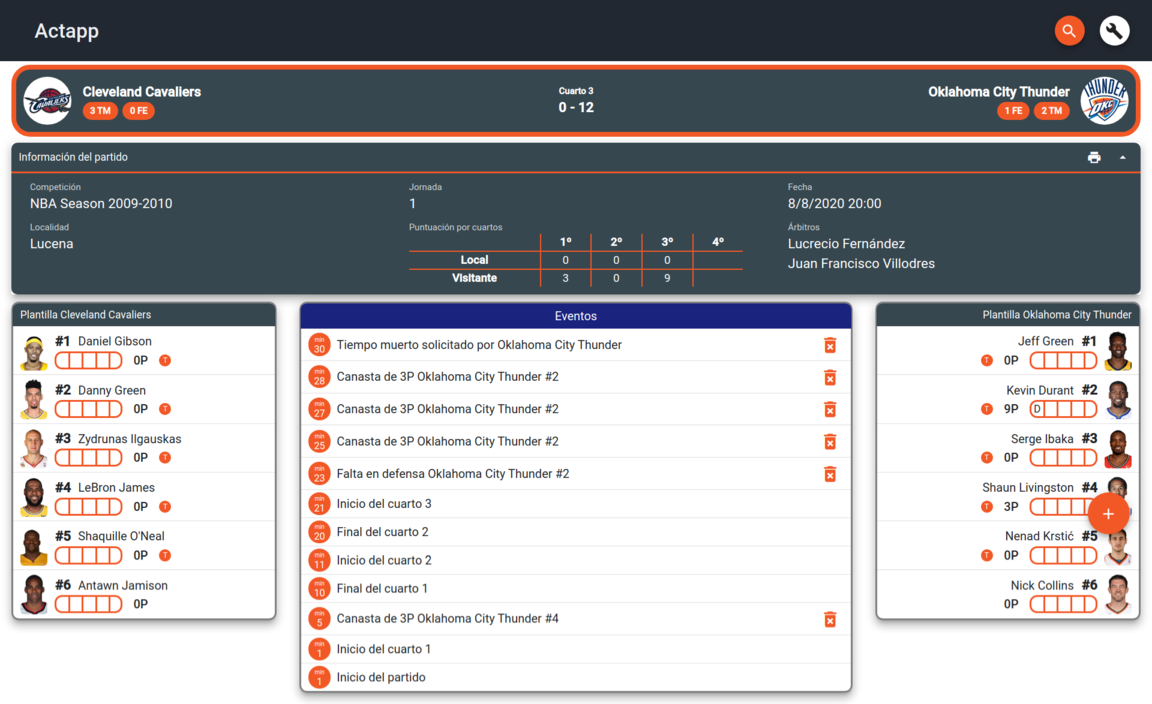 Actapp
Cleveland Cavaliers
3 TM 0 FE
Cuarto 3
0 - 12
Oklahoma City Thunder
1 FE 2 TM
CAVALIERS
THUNDER
OKC
Información del partido
Competición
NBA Season 2009-2010
Jornada
1
Fecha
8/8/2020 20:00
Localidad
Lucena
Puntuación por cuartos
1º 2º 3º 4º
Local 0 0 0
Visitante 3 0 9
Árbitros
Lucrecio Fernández
Juan Francisco Villodres
Plantilla Cleveland Cavaliers
#1 Daniel Gibson
0P T
#2 Danny Green
0P T
#3 Zydrunas Ilgauskas
0P T
#4 LeBron James
0P T
#5 Shaquille O'Neal
0P T
#6 Antawn Jamison
0P
Eventos
min 30 Tiempo muerto solicitado por Oklahoma City Thunder
min 28 Canasta de 3P Oklahoma City Thunder #2
min 27 Canasta de 3P Oklahoma City Thunder #2
min 25 Canasta de 3P Oklahoma City Thunder #2
min 23 Falta en defensa Oklahoma City Thunder #2
min 21 Inicio del cuarto 3
min 20 Final del cuarto 2
min 11 Inicio del cuarto 2
min 10 Final del cuarto 1
min 5 Canasta de 3P Oklahoma City Thunder #4
min 1 Inicio del cuarto 1
min 1 Inicio del partido
Plantilla Oklahoma City Thunder
Jeff Green #1
T 0P
Kevin Durant #2
T 9P D
Serge Ibaka #3
T 0P
Shaun Livingston #4
T 3P
Nenad Krstić #5
T 0P
Nick Collins #6
0P